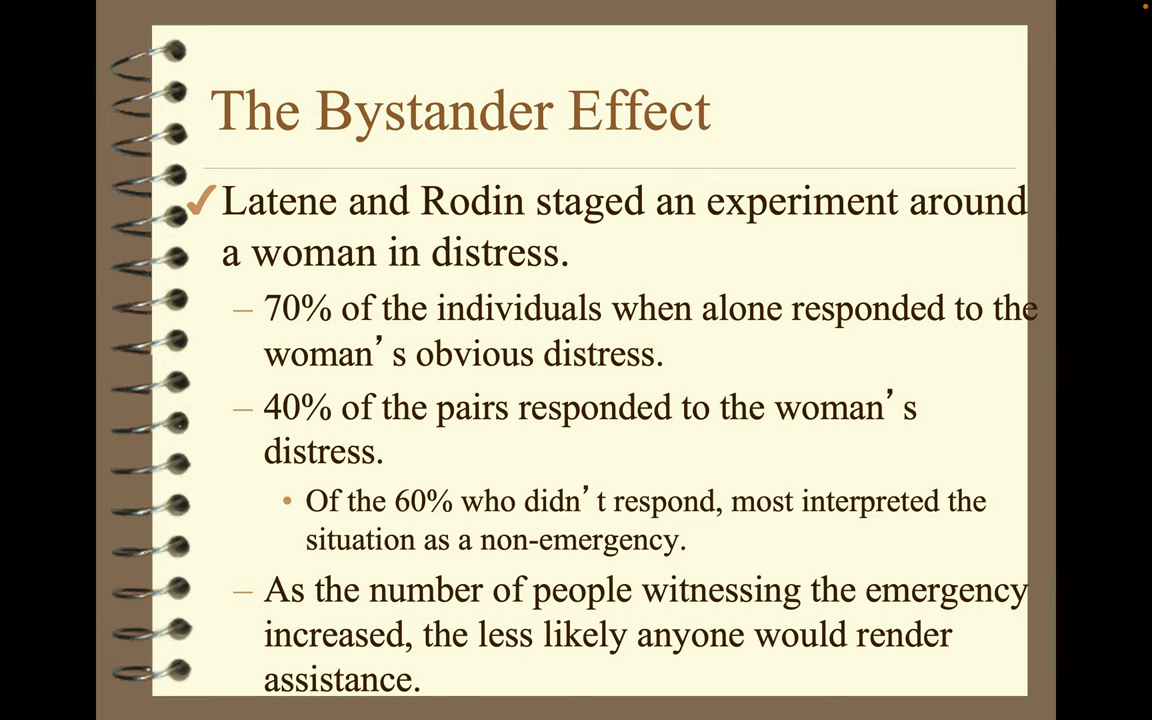 The Bystander Effect
✓Latene and Rodin staged an experiment around
a woman in distress.
– 70% of the individuals when alone responded to the
woman’s obvious distress.
– 40% of the pairs responded to the woman’s
distress.
• Of the 60% who didn’t respond, most interpreted the
situation as a non-emergency.
– As the number of people witnessing the emergency
increased, the less likely anyone would render
assistance.